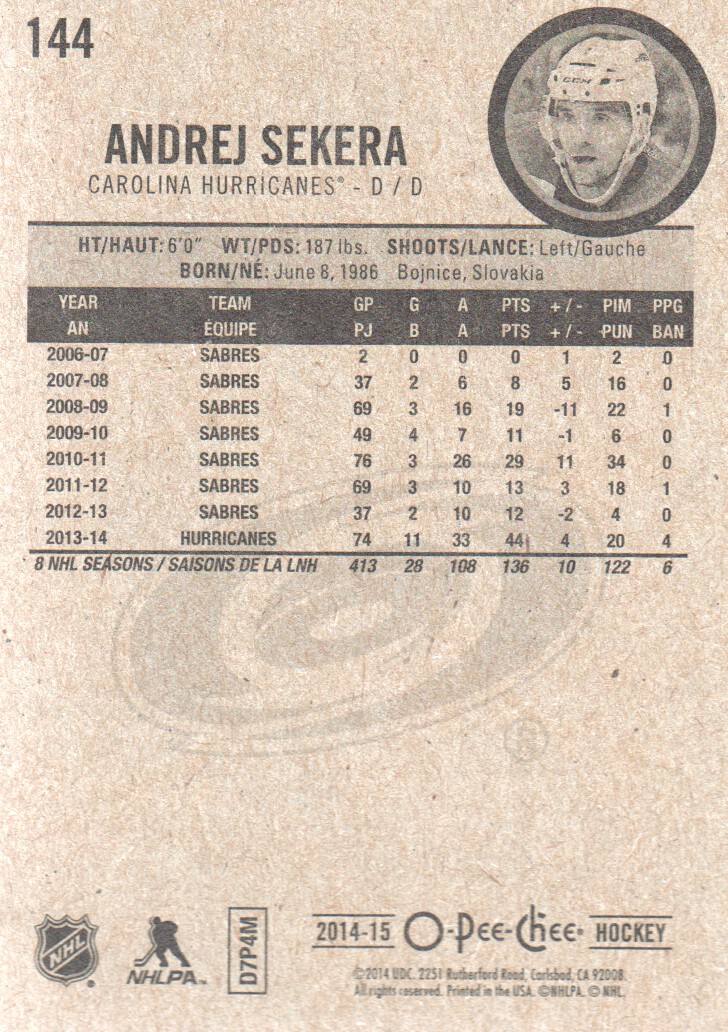 144
CCM
ANDREJ SEKERA
CAROLINA HURRICANES® - D / D
HT/HAUT: 6'0" WT/PDS: 187 lbs. SHOOTS/LANCE: Left/Gauche
BORN/NÉ: June 8, 1986 Bojnice, Slovakia
YEAR TEAM GP G A PTS +/- PIM PPG
AN ÉQUIPE PJ B A PTS +/- PUN BAN
2006-07 SABRES 2 0 0 0 1 2 0
2007-08 SABRES 37 2 6 8 5 16 0
2008-09 SABRES 69 3 16 19 -11 22 1
2009-10 SABRES 49 4 7 11 -1 6 0
2010-11 SABRES 76 3 26 29 11 34 0
2011-12 SABRES 69 3 10 13 3 18 1
2012-13 SABRES 37 2 10 12 -2 4 0
2013-14 HURRICANES 74 11 33 44 4 20 4
8 NHL SEASONS / SAISONS DE LA LNH 413 28 108 136 10 122 6
®
NHL ®
NHLPA™
D7P4M
2014-15 O-Pee-Chee® HOCKEY
©2014 UDC. 2251 Rutherford Road, Carlsbad, CA 92008.
All rights reserved. Printed in the USA. ©NHLPA. © NHL.